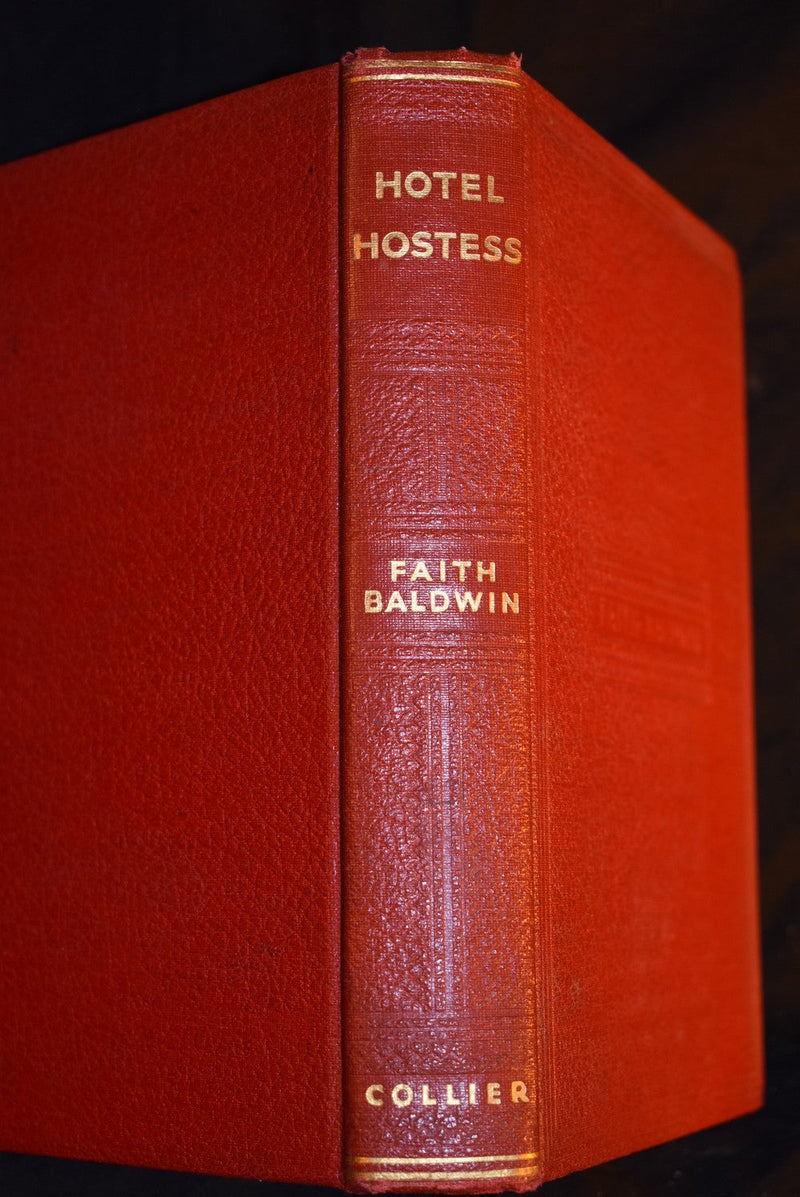 HOTEL
HOSTESS
FAITH
BALDWIN
COLLIER